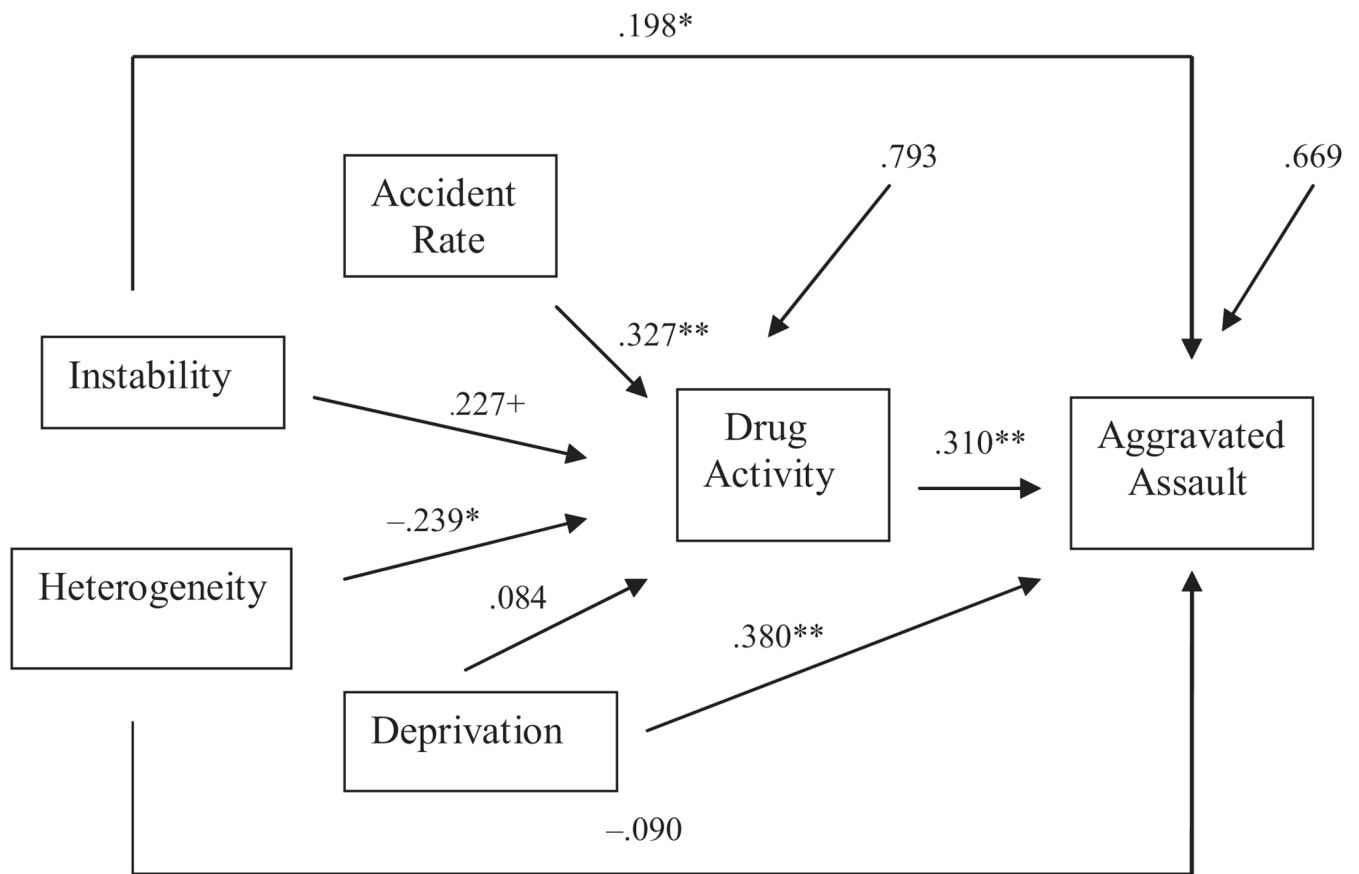 .198*
.793
.669
Accident
Rate
.327**
Instability
.227+
Drug
Activity
.310**
Aggravated
Assault
–.239*
Heterogeneity
.084
.380**
Deprivation
–.090